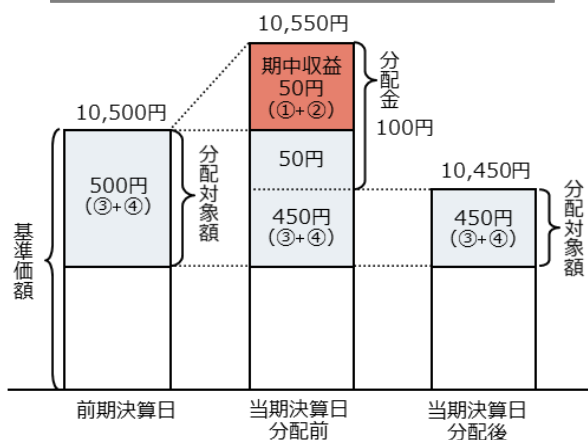 10,550円
期中収益
50円
(①+②)
分配金
100円
10,500円
500円
(③+④)
分配対象額
50円
450円
(③+④)
10,450円
450円
(③+④)
分配対象額
基準価額
前期決算日
当期決算日
分配前
当期決算日
分配後